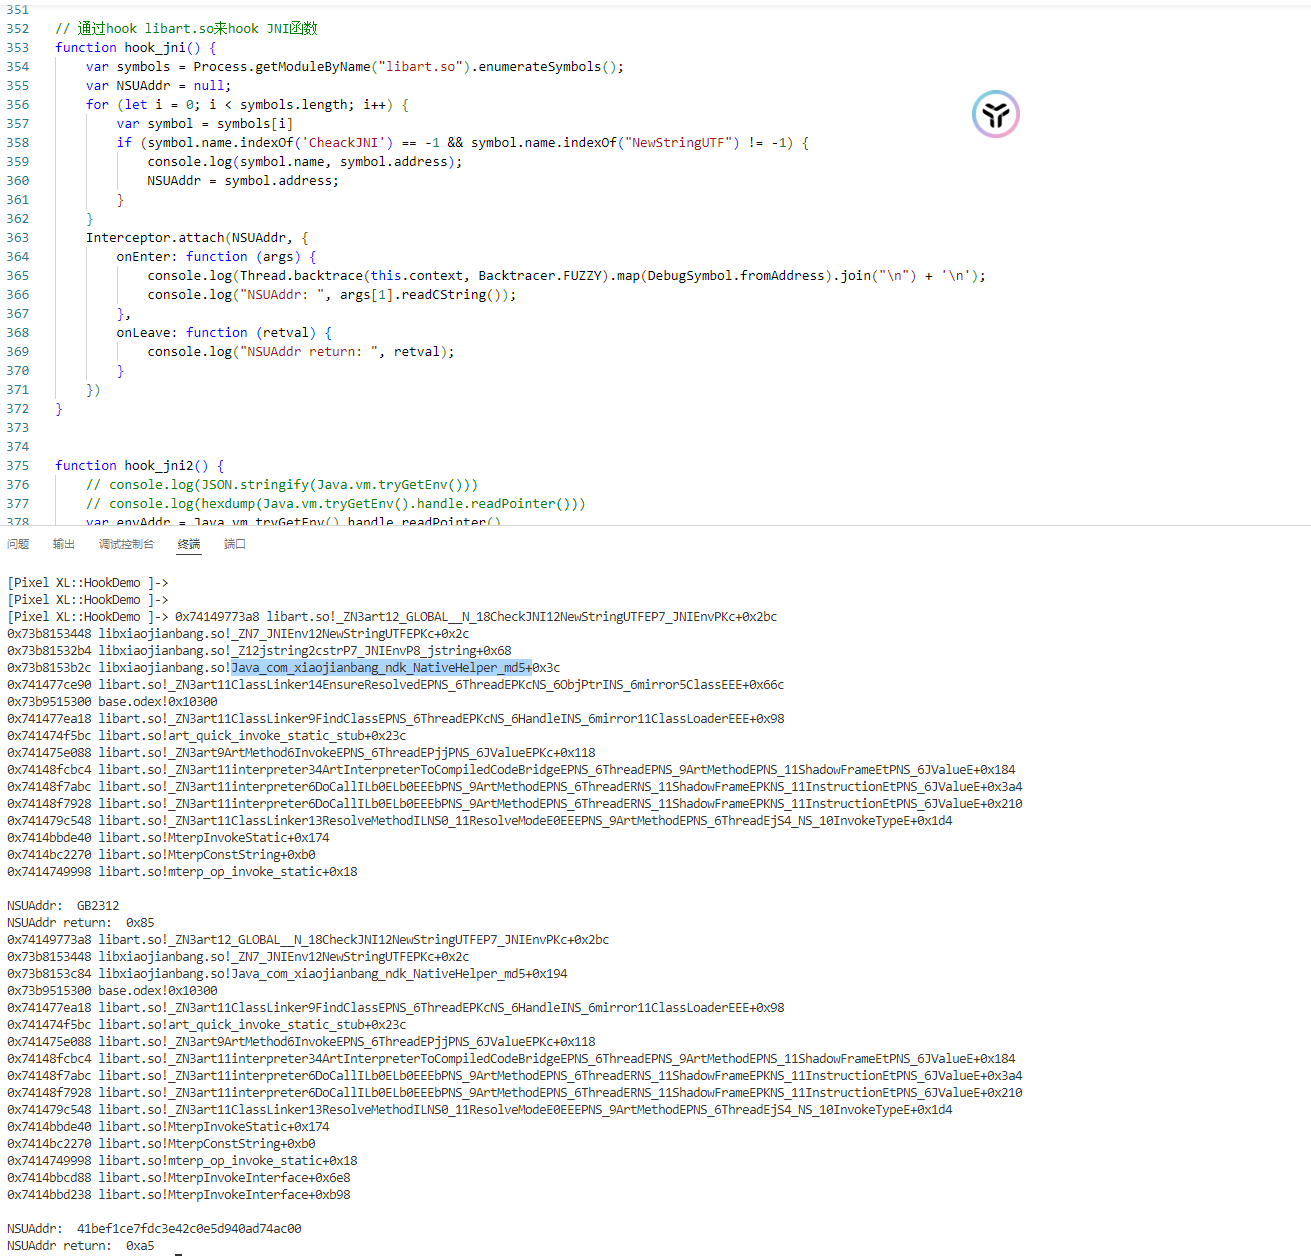 351
352 // 通过hook libart.so来hook JNI函数
353 function hook_jni() {
354 var symbols = Process.getModuleByName("libart.so").enumerateSymbols();
355 var NSUAddr = null;
356 for (let i = 0; i < symbols.length; i++) {
357 var symbol = symbols[i]
358 if (symbol.name.indexOf('CheackJNI') == -1 && symbol.name.indexOf("NewStringUTF") != -1) {
359 console.log(symbol.name, symbol.address);
360 NSUAddr = symbol.address;
361 }
362 }
363 Interceptor.attach(NSUAddr, {
364 onEnter: function (args) {
365 console.log(Thread.backtrace(this.context, Backtracer.FUZZY).map(DebugSymbol.fromAddress).join("\n") + '\n');
366 console.log("NSUAddr: ", args[1].readCString());
367 },
368 onLeave: function (retval) {
369 console.log("NSUAddr return: ", retval);
370 }
371 })
372 }
373
374
375 function hook_jni2() {
376 // console.log(JSON.stringify(Java.vm.tryGetEnv()))
377 // console.log(hexdump(Java.vm.tryGetEnv().handle.readPointer()))
378 var envAddr = Java.vm.tryGetEnv().handle.readPointer()
问题 输出 调试控制台 终端 端口
[Pixel XL::HookDemo ]->
[Pixel XL::HookDemo ]->
[Pixel XL::HookDemo ]-> 0x74149773a8 libart.so!_ZN3art12_GLOBAL__N_18CheckJNI12NewStringUTFEP7_JNIEnvPKc+0x2bc
0x73b8153448 libxiaojianbang.so!_ZN7_JNIEnv12NewStringUTFEPKc+0x2c
0x73b81532b4 libxiaojianbang.so!_Z12jstring2cstrP7_JNIEnvP8_jstring+0x68
0x73b8153b2c libxiaojianbang.so!Java_com_xiaojianbang_ndk_NativeHelper_md5+0x3c
0x741477ce90 libart.so!_ZN3art11ClassLinker14EnsureResolvedEPNS_6ThreadEPKcNS_6ObjPtrINS_6mirror5ClassEEE+0x66c
0x73b9515300 base.odex!0x10300
0x741477ea18 libart.so!_ZN3art11ClassLinker9FindClassEPNS_6ThreadEPKcNS_6HandleINS_6mirror11ClassLoaderEEE+0x98
0x741474f5bc libart.so!art_quick_invoke_static_stub+0x23c
0x741475e088 libart.so!_ZN3art9ArtMethod6InvokeEPNS_6ThreadEPjjPNS_6JValueEPKc+0x118
0x74148fcbc4 libart.so!_ZN3art11interpreter34ArtInterpreterToCompiledCodeBridgeEPNS_6ThreadEPNS_9ArtMethodEPNS_11ShadowFrameEtPNS_6JValueE+0x184
0x74148f7abc libart.so!_ZN3art11interpreter6DoCallILb0ELb0EEEbPNS_9ArtMethodEPNS_6ThreadERNS_11ShadowFrameEPKNS_11InstructionEtPNS_6JValueE+0x3a4
0x74148f7928 libart.so!_ZN3art11interpreter6DoCallILb0ELb0EEEbPNS_9ArtMethodEPNS_6ThreadERNS_11ShadowFrameEPKNS_11InstructionEtPNS_6JValueE+0x210
0x741479c548 libart.so!_ZN3art11ClassLinker13ResolveMethodILNS0_11ResolveModeE0EEEPNS_9ArtMethodEPNS_6ThreadEjS4_NS_10InvokeTypeE+0x1d4
0x7414bbde40 libart.so!MterpInvokeStatic+0x174
0x7414bc2270 libart.so!MterpConstString+0xb0
0x7414749998 libart.so!mterp_op_invoke_static+0x18
NSUAddr:  GB2312
NSUAddr return:  0x85
0x74149773a8 libart.so!_ZN3art12_GLOBAL__N_18CheckJNI12NewStringUTFEP7_JNIEnvPKc+0x2bc
0x73b8153448 libxiaojianbang.so!_ZN7_JNIEnv12NewStringUTFEPKc+0x2c
0x73b8153c84 libxiaojianbang.so!Java_com_xiaojianbang_ndk_NativeHelper_md5+0x194
0x73b9515300 base.odex!0x10300
0x741477ea18 libart.so!_ZN3art11ClassLinker9FindClassEPNS_6ThreadEPKcNS_6HandleINS_6mirror11ClassLoaderEEE+0x98
0x741474f5bc libart.so!art_quick_invoke_static_stub+0x23c
0x741475e088 libart.so!_ZN3art9ArtMethod6InvokeEPNS_6ThreadEPjjPNS_6JValueEPKc+0x118
0x74148fcbc4 libart.so!_ZN3art11interpreter34ArtInterpreterToCompiledCodeBridgeEPNS_6ThreadEPNS_9ArtMethodEPNS_11ShadowFrameEtPNS_6JValueE+0x184
0x74148f7abc libart.so!_ZN3art11interpreter6DoCallILb0ELb0EEEbPNS_9ArtMethodEPNS_6ThreadERNS_11ShadowFrameEPKNS_11InstructionEtPNS_6JValueE+0x3a4
0x74148f7928 libart.so!_ZN3art11interpreter6DoCallILb0ELb0EEEbPNS_9ArtMethodEPNS_6ThreadERNS_11ShadowFrameEPKNS_11InstructionEtPNS_6JValueE+0x210
0x741479c548 libart.so!_ZN3art11ClassLinker13ResolveMethodILNS0_11ResolveModeE0EEEPNS_9ArtMethodEPNS_6ThreadEjS4_NS_10InvokeTypeE+0x1d4
0x7414bbde40 libart.so!MterpInvokeStatic+0x174
0x7414bc2270 libart.so!MterpConstString+0xb0
0x7414749998 libart.so!mterp_op_invoke_static+0x18
0x7414bbcd88 libart.so!MterpInvokeInterface+0x6e8
0x7414bbd238 libart.so!MterpInvokeInterface+0xb98
NSUAddr:  41bef1ce7fdc3e42c0e5d940ad74ac00
NSUAddr return:  0xa5